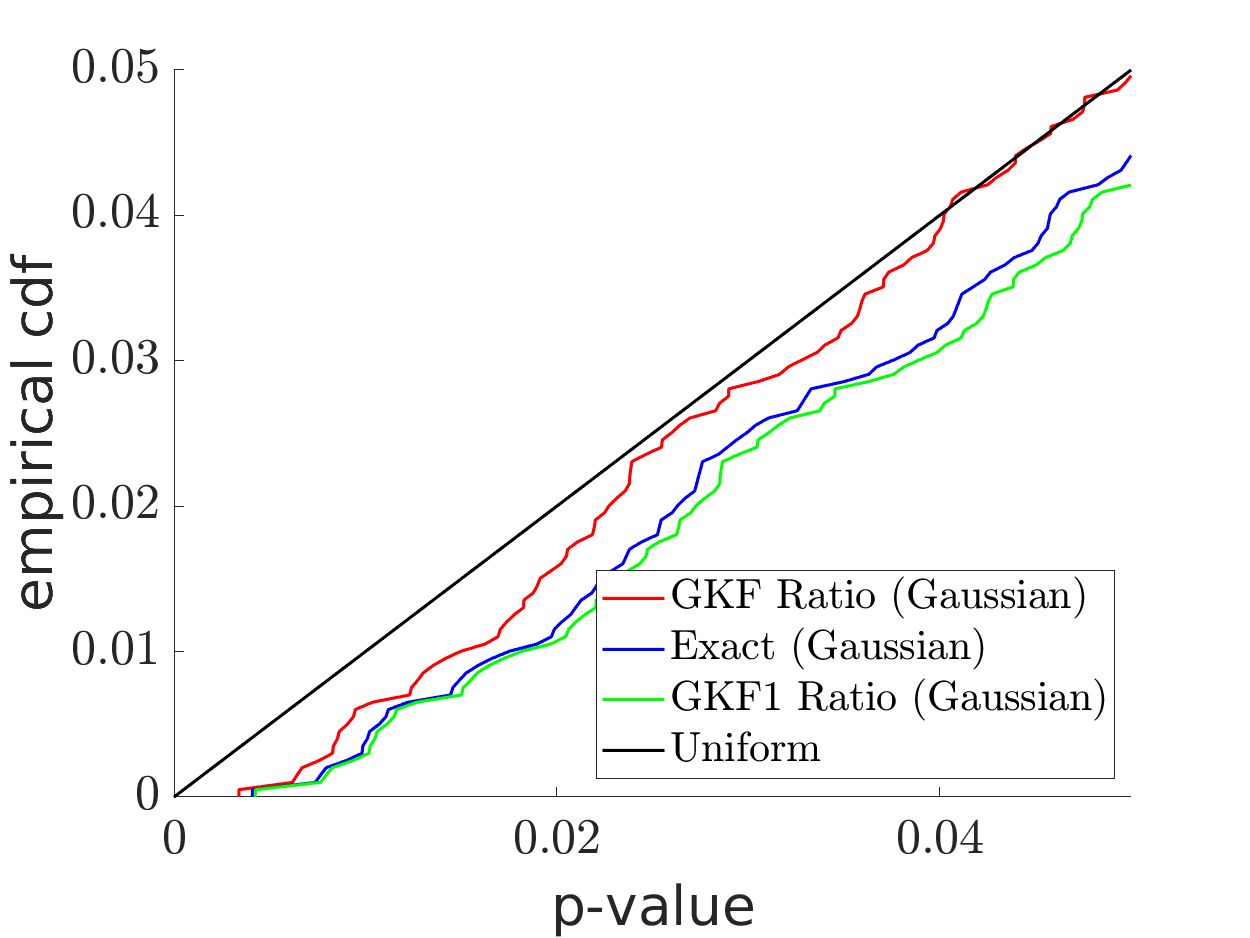 0.05
0.04
0.03
0.02
0.01
0
empirical cdf
GKF Ratio (Gaussian)
Exact (Gaussian)
GKF1 Ratio (Gaussian)
Uniform
0
0.02
0.04
p-value